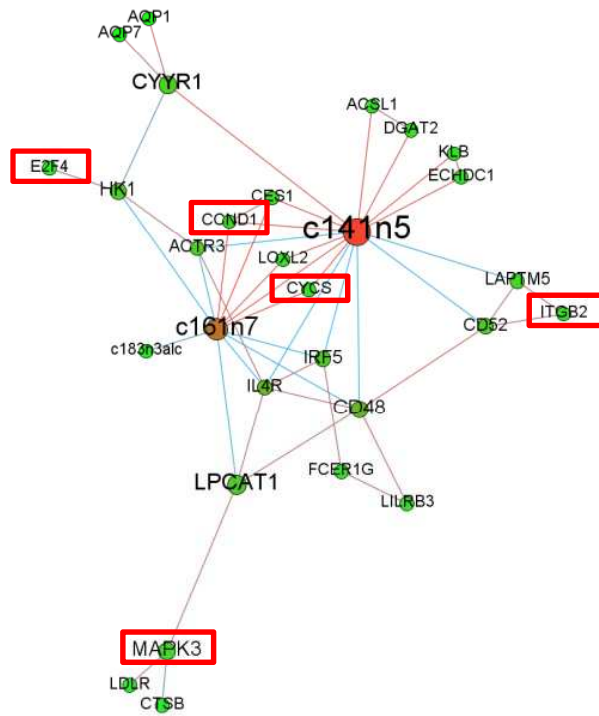 AQP1
AQP7
CYYR1
ACSL1
DGAT2
KLB
ECHDC1
E2F4
HK1
CES1
CCND1
c141n5
ACTR3
LOXL2
LAPTM5
CYCS
ITGB2
c161n7
CD52
c183n3alc
IRF5
IL4R
CD48
FCER1G
LPCAT1
LILRB3
MAPK3
LDLR
CTSB